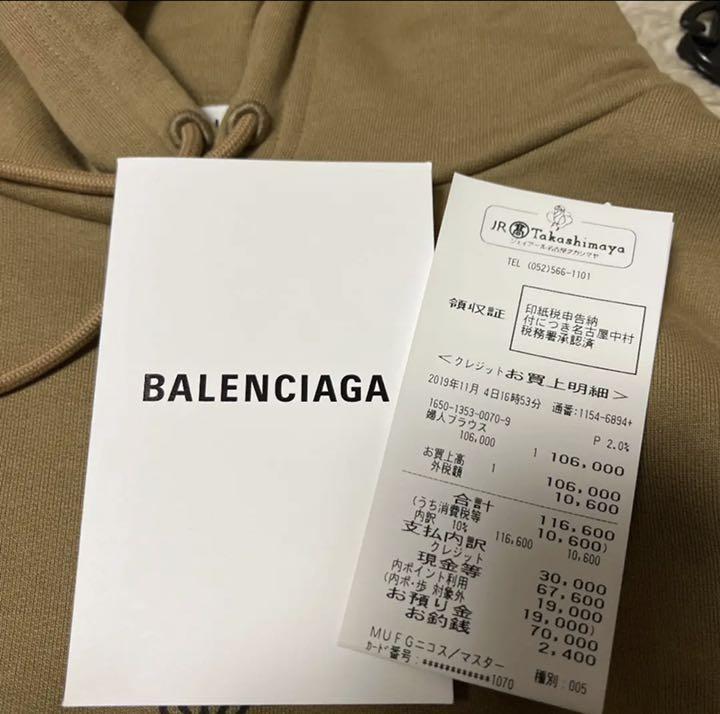 BALENCIAGA
JR 髙 Takashimaya
ジェイアール名古屋タカシマヤ
TEL (052)566-1101
領収証
印紙税申告納
付につき名古屋中村
税務署承認済
<クレジットお買上明細>
2019年11月 4日16時53分 通番:1154-6894+
1650-1353-0070-9 P 2.0%
婦人ブラウス
106,000 1 106,000
お買上高 1 106,000
外税額 10,600
合計 116,600
(うち消費税等 10,600)
内訳 10% 116,600 10,600
支払内訳
クレジット 30,000
現金等 67,600
内ポイント利用 19,000
(内ポ・歩 対象外 19,000)
お預り金 70,000
お釣銭 2,400
MUFGニコス/マスター
カード番号:************1070 種別:005